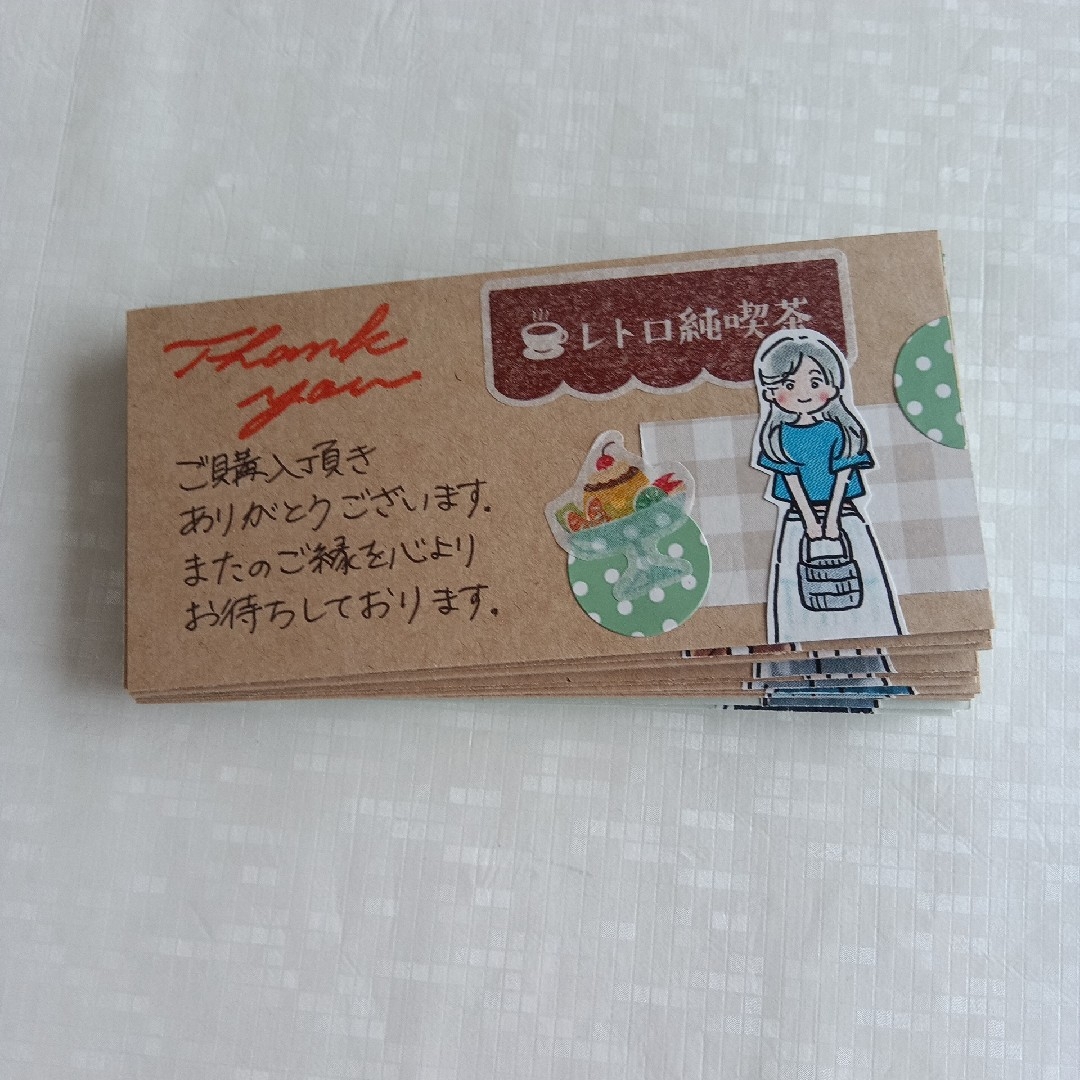 Thank
you
レトロ純喫茶
ご購入頂き
ありがとうございます。
またのご縁を心より
お待ちしております。